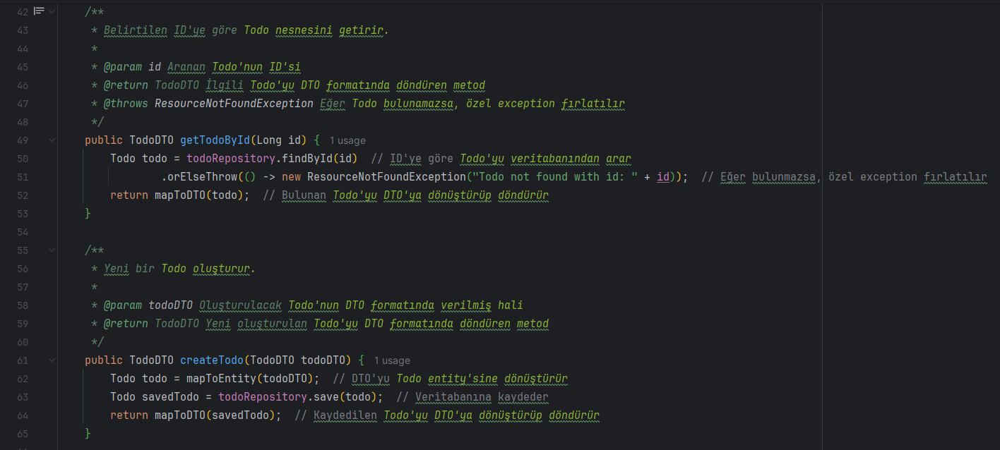 42 /**
43 * Belirtilen ID'ye göre Todo nesnesini getirir.
44 *
45 * @param id Aranan Todo'nun ID'si
46 * @return TodoDTO İlgili Todo'yu DTO formatında döndüren metod
47 * @throws ResourceNotFoundException Eğer Todo bulunamazsa, özel exception fırlatılır
48 */
49 public TodoDTO getTodoById(Long id) { 1 usage
50 Todo todo = todoRepository.findById(id) // ID'ye göre Todo'yu veritabanından arar
51 .orElseThrow(() -> new ResourceNotFoundException("Todo not found with id: " + id)); // Eğer bulunmazsa, özel exception fırlatılır
52 return mapToDTO(todo); // Bulunan Todo'yu DTO'ya dönüştürüp döndürür
53 }
54
55 /**
56 * Yeni bir Todo oluşturur.
57 *
58 * @param todoDTO Oluşturulacak Todo'nun DTO formatında verilmiş hali
59 * @return TodoDTO Yeni oluşturulan Todo'yu DTO formatında döndüren metod
60 */
61 public TodoDTO createTodo(TodoDTO todoDTO) { 1 usage
62 Todo todo = mapToEntity(todoDTO); // DTO'yu Todo entity'sine dönüştürür
63 Todo savedTodo = todoRepository.save(todo); // Veritabanına kaydeder
64 return mapToDTO(savedTodo); // Kaydedilen Todo'yu DTO'ya dönüştürüp döndürür
65 }